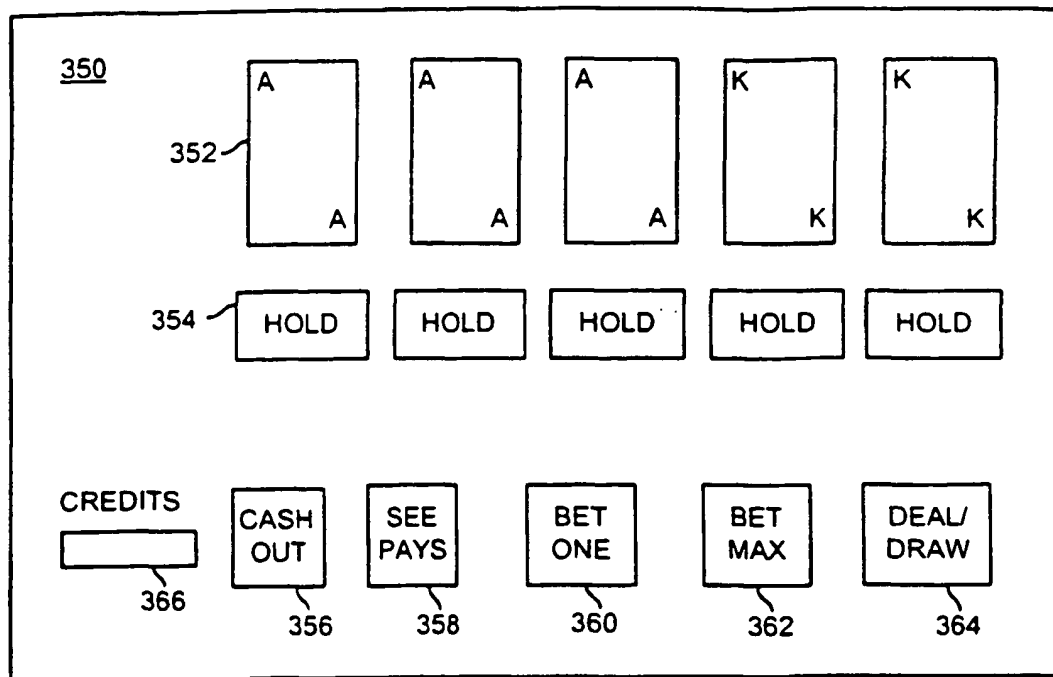 350
A A A K K
352
A A A K K
354
HOLD HOLD HOLD HOLD HOLD
CREDITS
CASH OUT
SEE PAYS
BET ONE
BET MAX
DEAL/ DRAW
366
356
358
360
362
364